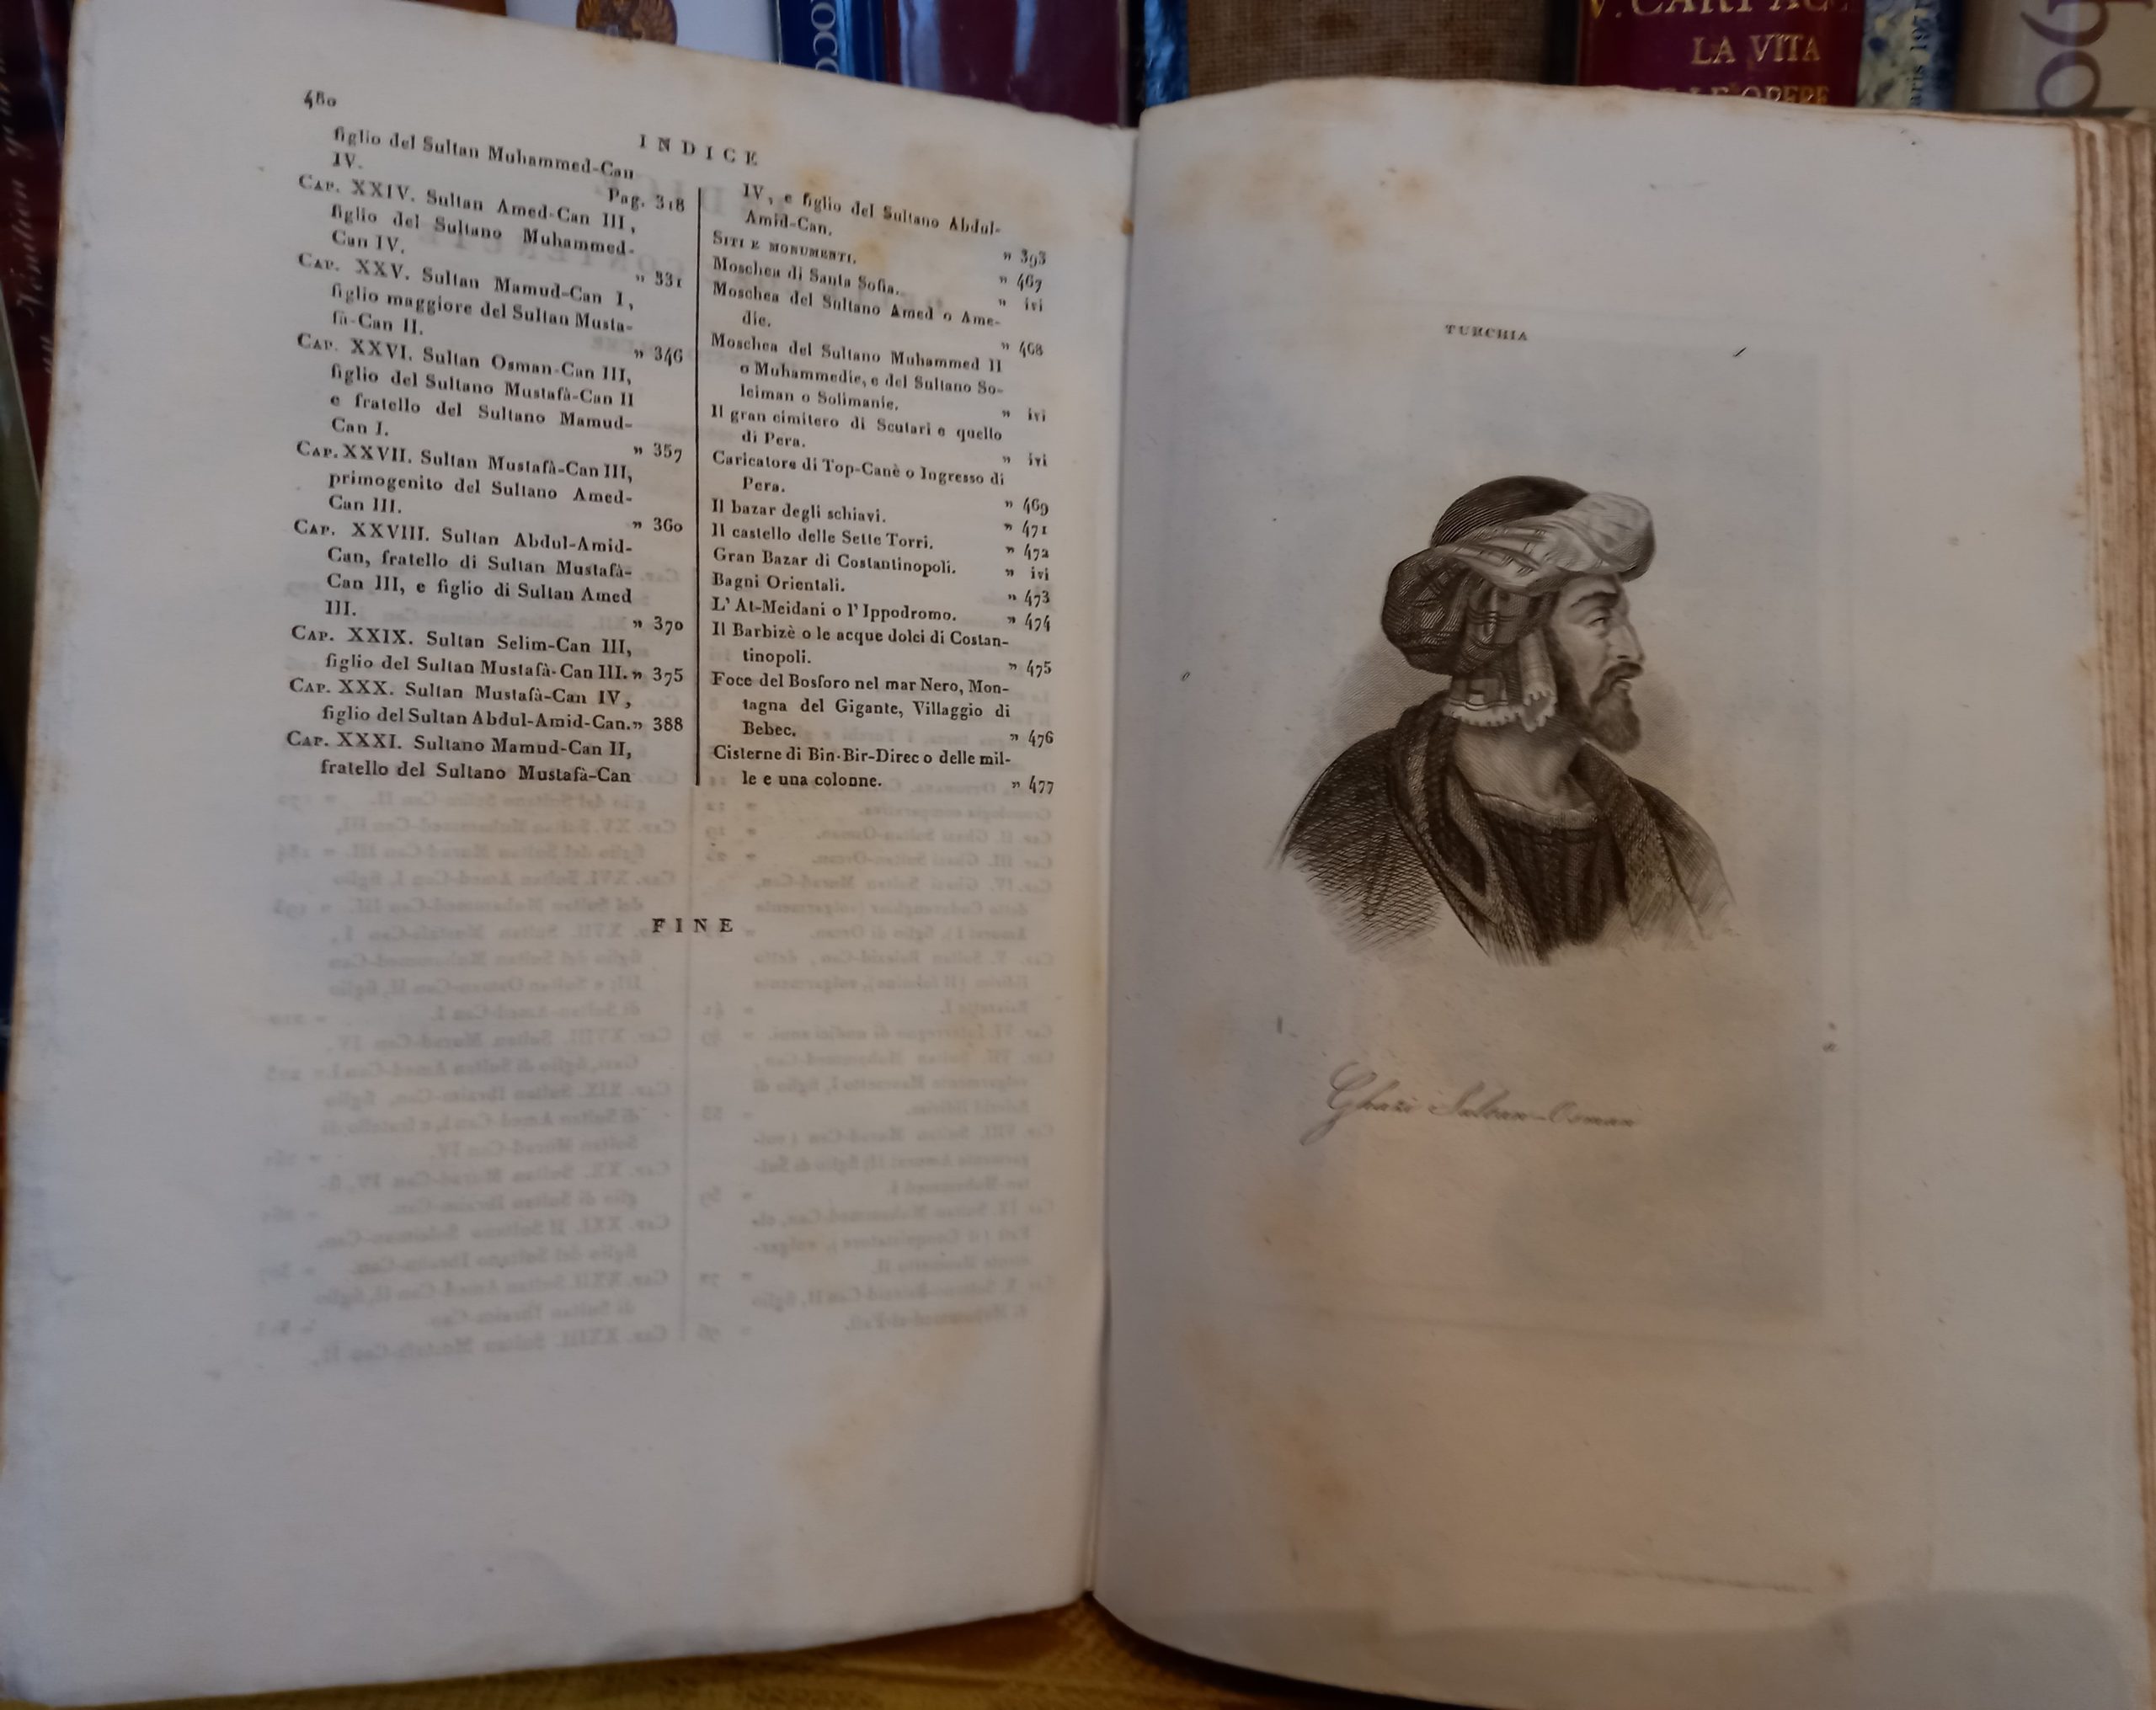 OCC
V. CARPAC
LA VITA
E LE OPERE
aris 1971
480
INDICE
figlio del Sultan Muhammed-Can
IV. Pag. 318
CAP. XXIV. Sultan Amed-Can III,
figlio del Sultano Muhammed-
Can IV. " 331
CAP. XXV. Sultan Mamud-Can I,
figlio maggiore del Sultan Musta-
fà-Can II. " 346
CAP. XXVI. Sultan Osman-Can III,
figlio del Sultano Mustafà-Can II
e fratello del Sultano Mamud-
Can I. " 357
CAP. XXVII. Sultan Mustafà-Can III,
primogenito del Sultano Amed-
Can III. " 360
CAP. XXVIII. Sultan Abdul-Amid-
Can, fratello di Sultan Mustafà-
Can III, e figlio di Sultan Amed
III. " 370
CAP. XXIX. Sultan Selim-Can III,
figlio del Sultan Mustafà-Can III. " 375
CAP. XXX. Sultan Mustafà-Can IV,
figlio del Sultan Abdul-Amid-Can. " 388
CAP. XXXI. Sultano Mamud-Can II,
fratello del Sultano Mustafà-Can
IV, e figlio del Sultano Abdul-
Amid-Can. " 393
SITI E MONUMENTI. " 467
Moschea di Santa Sofia. " ivi
Moschea del Sultano Amed o Ame-
die. " 468
Moschea del Sultano Muhammed II
o Muhammedie, e del Sultano So-
leiman o Solimanie. " ivi
Il gran cimitero di Scutari e quello
di Pera. " ivi
Caricatore di Top-Canè o Ingresso di
Pera. " 469
Il bazar degli schiavi. " 471
Il castello delle Sette Torri. " 472
Gran Bazar di Costantinopoli. " ivi
Bagni Orientali. " 473
L' At-Meidani o l' Ippodromo. " 474
Il Barbizè o le acque dolci di Costan-
tinopoli. " 475
Foce del Bosforo nel mar Nero, Mon-
tagna del Gigante, Villaggio di
Bebec. " 476
Cisterne di Bin-Bir-Direc o delle mil-
le e una colonne. " 477
FINE
TURCHIA
Ghazi Sultan-Osman